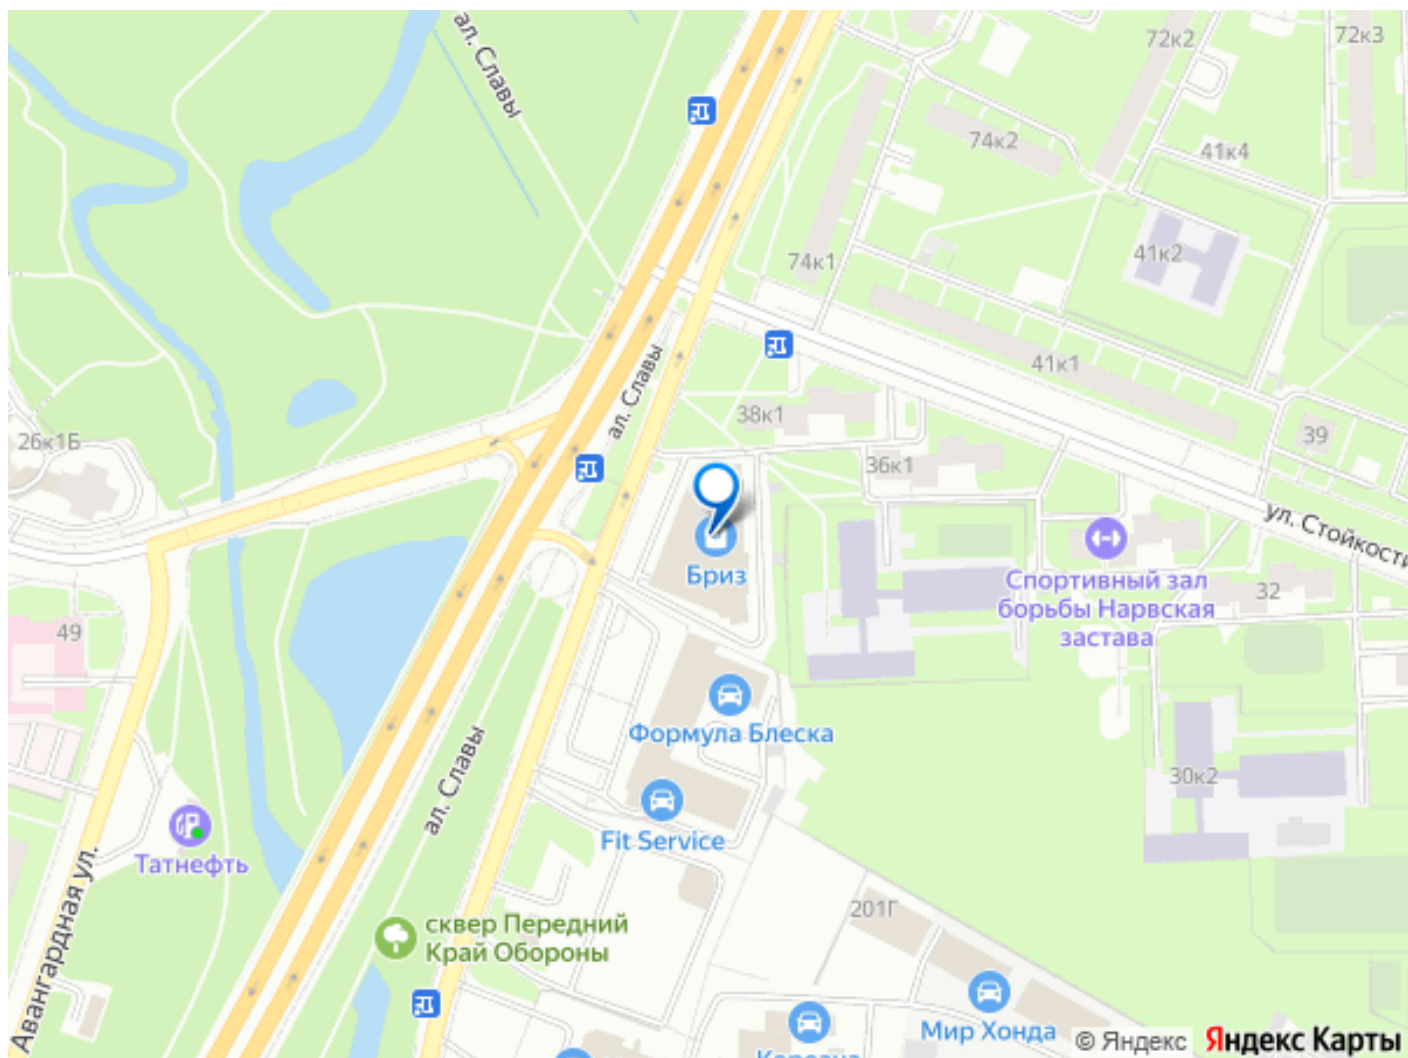 ал. Славы
72к2
72к3
74к2
41к4
74к1
41к2
41к1
ал. Славы
38к1
39
26к1Б
36к1
ул. Стойкости
Бриз
Спортивный зал
борьбы Нарвская
застава
32
49
Формула Блеска
ал. Славы
30к2
Fit Service
Татнефть
Авангардная ул.
201Г
сквер Передний
Край Обороны
Мир Хонда
© Яндекс
Яндекс Карты